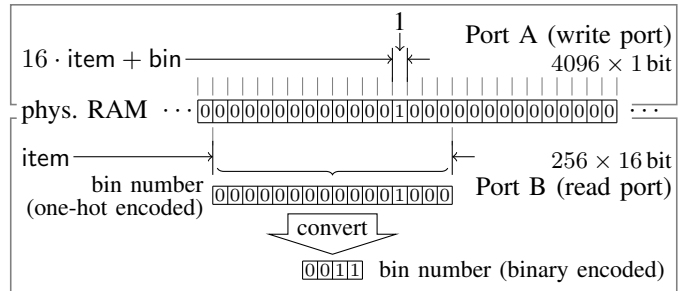 1
Port A (write port)
16 · item + bin
4096 × 1 bit
phys. RAM ··· 0000000000000100000000000000 ···
item
256 × 16 bit
bin number
(one-hot encoded)
0000000000001000
Port B (read port)
convert
0011 bin number (binary encoded)